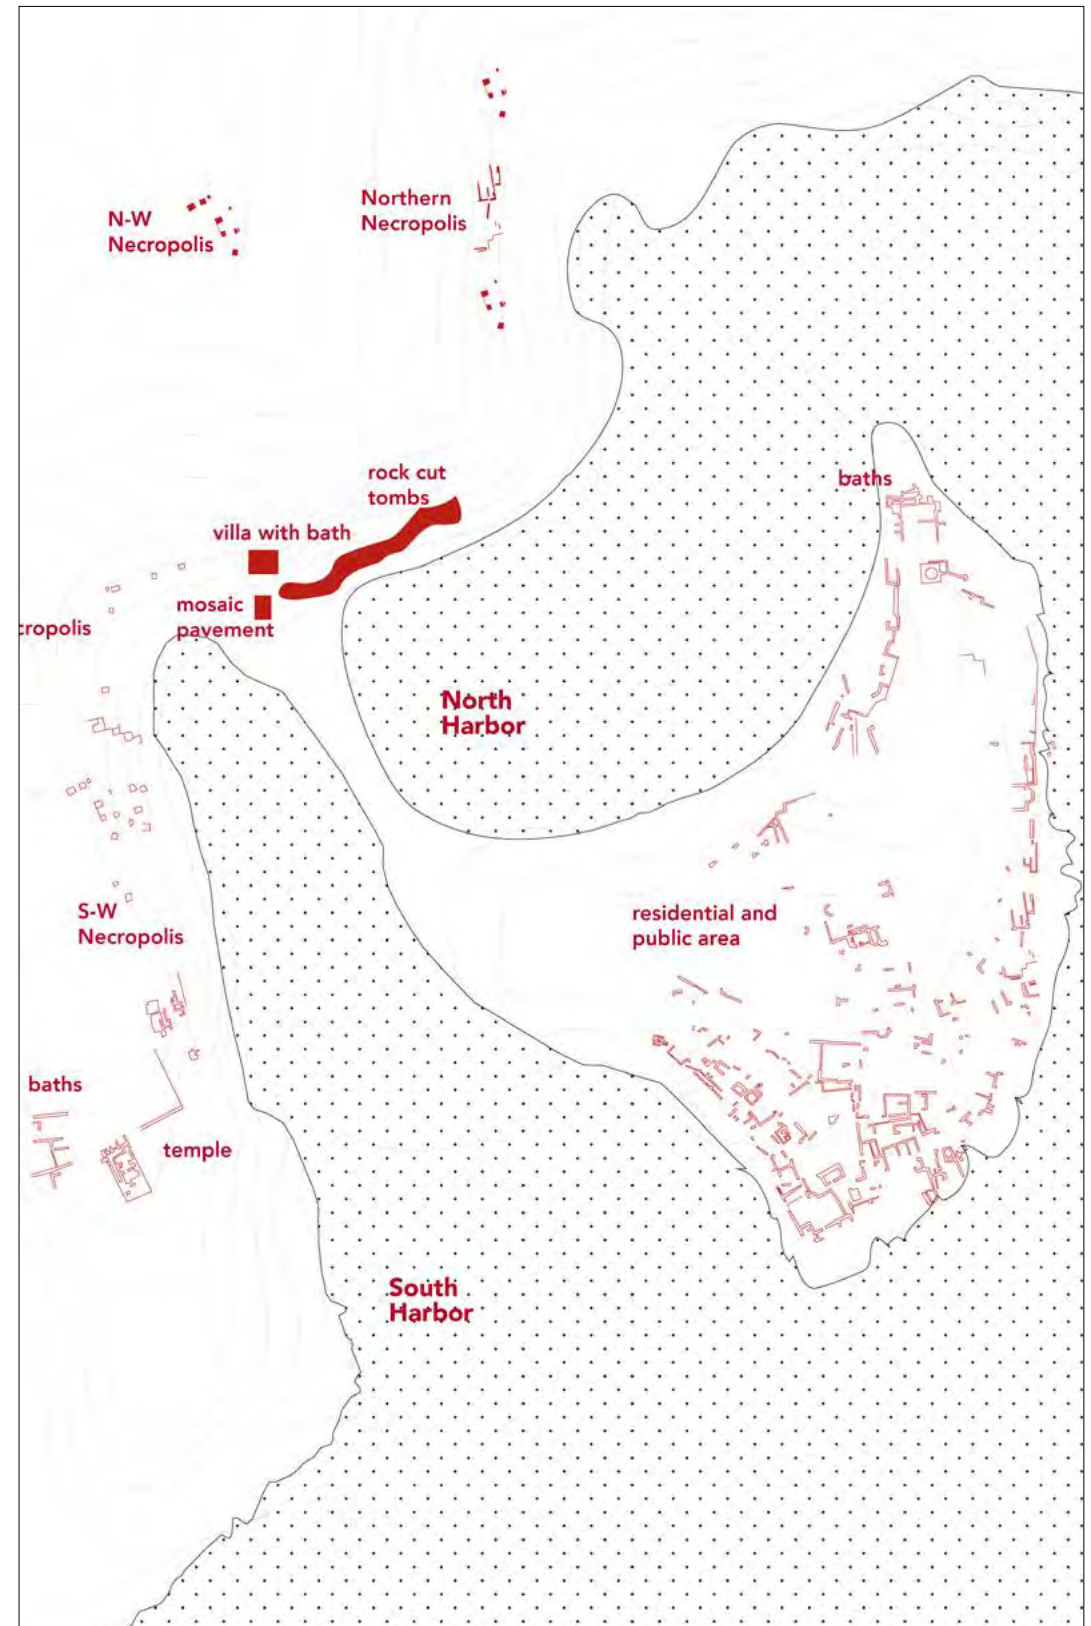 N-W
Necropolis
Northern
Necropolis
rock cut
tombs
baths
villa with bath
mosaic
pavement
cropolis
North
Harbor
S-W
Necropolis
residential and
public area
baths
temple
South
Harbor